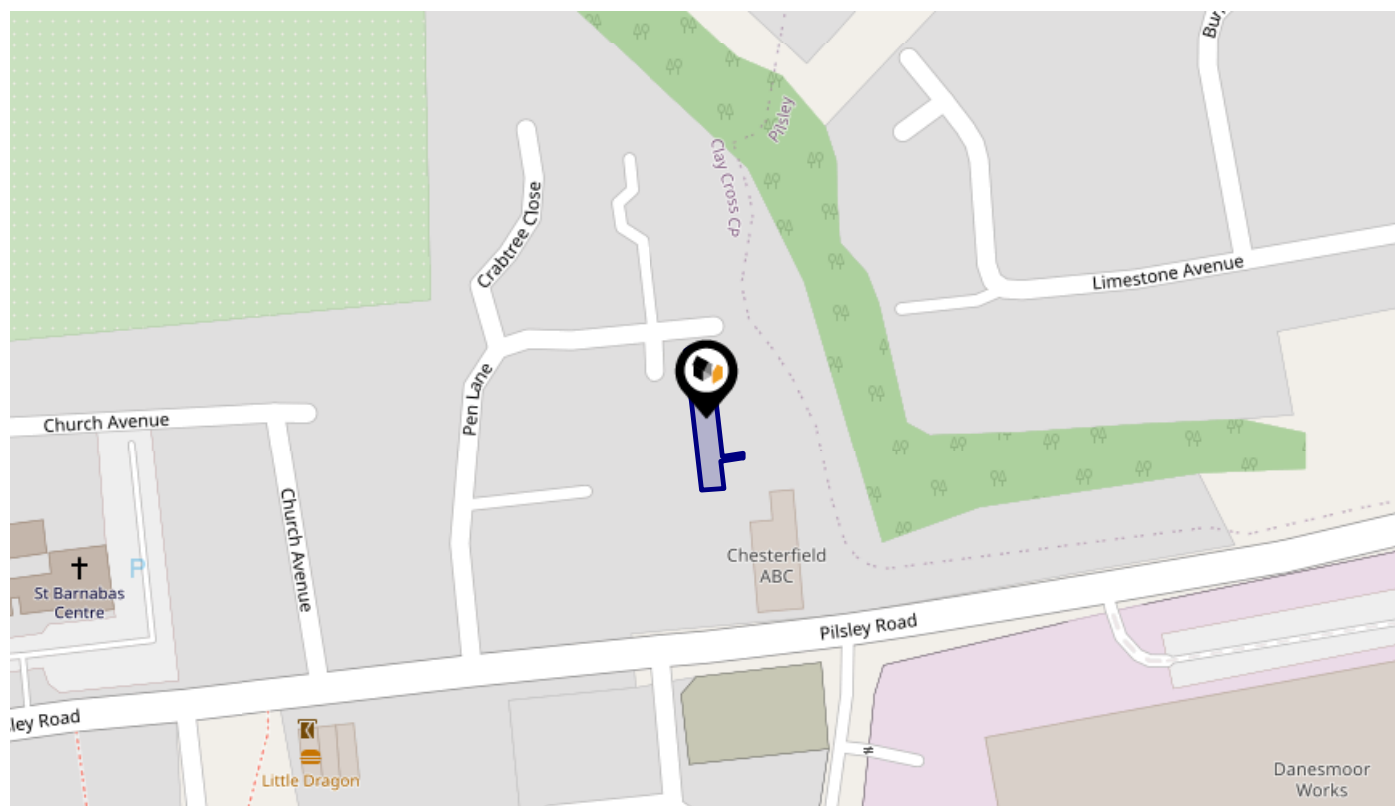 Bur
Pilsley
Clay Cross CP
Crabtree Close
Limestone Avenue
Pen Lane
Church Avenue
Church Avenue
P
St Barnabas
Centre
Chesterfield
ABC
Pilsley Road
ley Road
Little Dragon
Danesmoor
Works